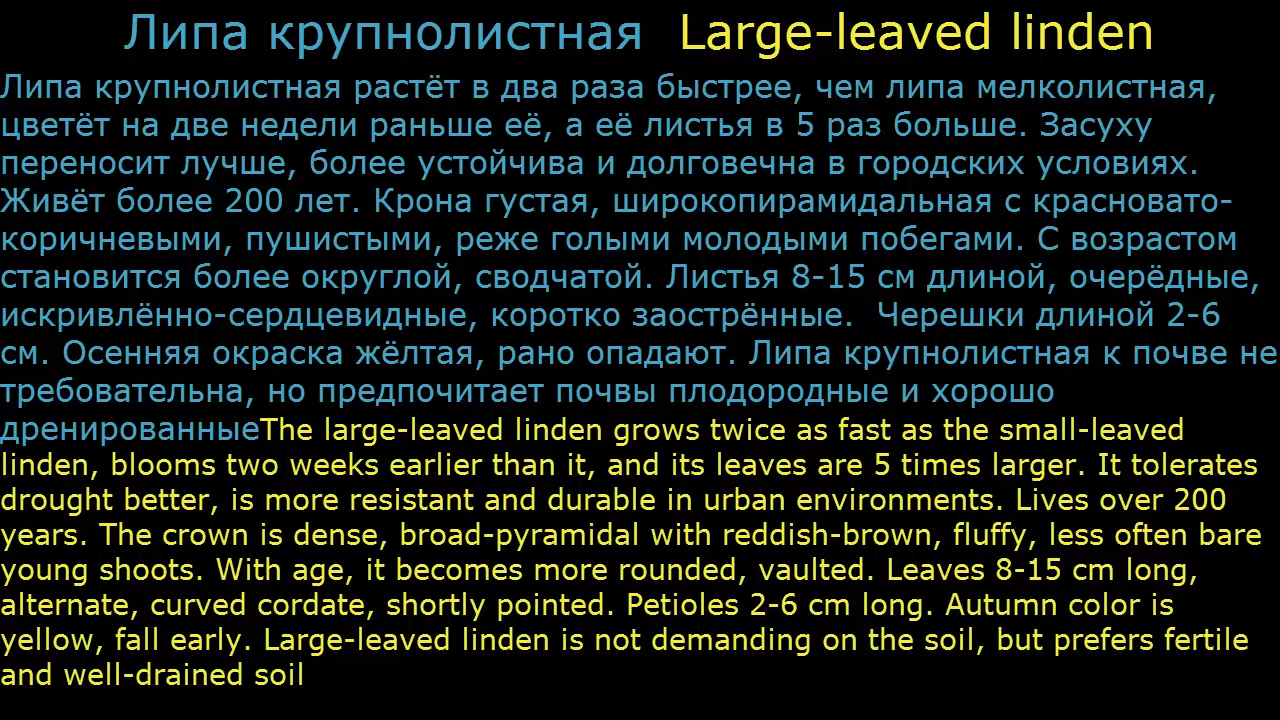 Липа крупнолистная Large-leaved linden
Липа крупнолистная растёт в два раза быстрее, чем липа мелколистная,
цветёт на две недели раньше её, а её листья в 5 раз больше. Засуху
переносит лучше, более устойчива и долговечна в городских условиях.
Живёт более 200 лет. Крона густая, широкопирамидальная с красновато-
коричневыми, пушистыми, реже голыми молодыми побегами. С возрастом
становится более округлой, сводчатой. Листья 8-15 см длиной, очерёдные,
искривлённо-сердцевидные, коротко заострённые. Черешки длиной 2-6
см. Осенняя окраска жёлтая, рано опадают. Липа крупнолистная к почве не
требовательна, но предпочитает почвы плодородные и хорошо
дренированныеThe large-leaved linden grows twice as fast as the small-leaved
linden, blooms two weeks earlier than it, and its leaves are 5 times larger. It tolerates
drought better, is more resistant and durable in urban environments. Lives over 200
years. The crown is dense, broad-pyramidal with reddish-brown, fluffy, less often bare
young shoots. With age, it becomes more rounded, vaulted. Leaves 8-15 cm long,
alternate, curved cordate, shortly pointed. Petioles 2-6 cm long. Autumn color is
yellow, fall early. Large-leaved linden is not demanding on the soil, but prefers fertile
and well-drained soil